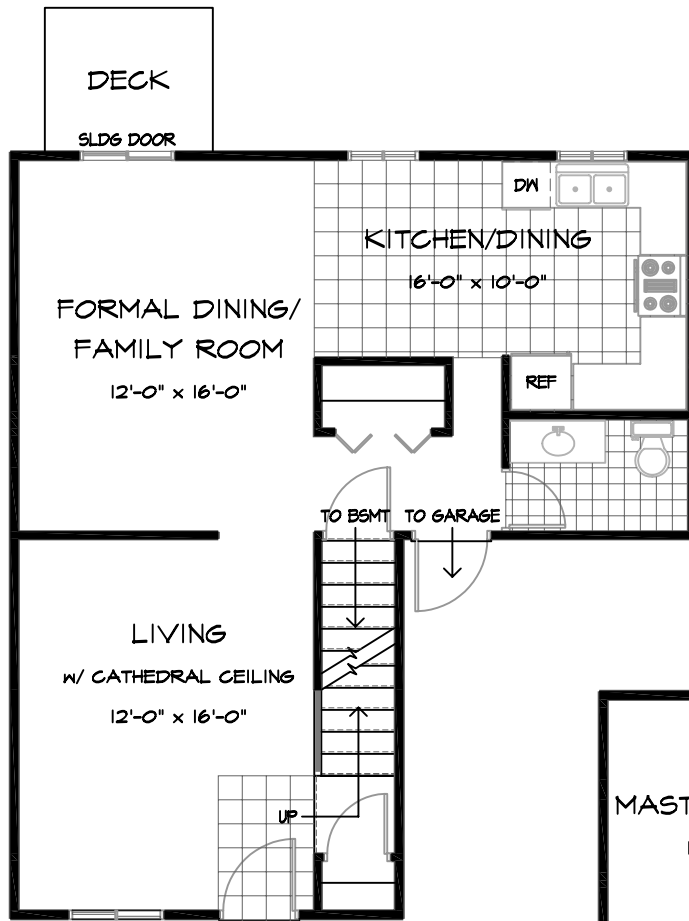 DECK
SLDG DOOR
DW
KITCHEN/DINING
16'-0" x 10'-0"
FORMAL DINING/
FAMILY ROOM
12'-0" x 16'-0"
REF
TO BSMT
TO GARAGE
LIVING
W/ CATHEDRAL CEILING
12'-0" x 16'-0"
UP
MAST